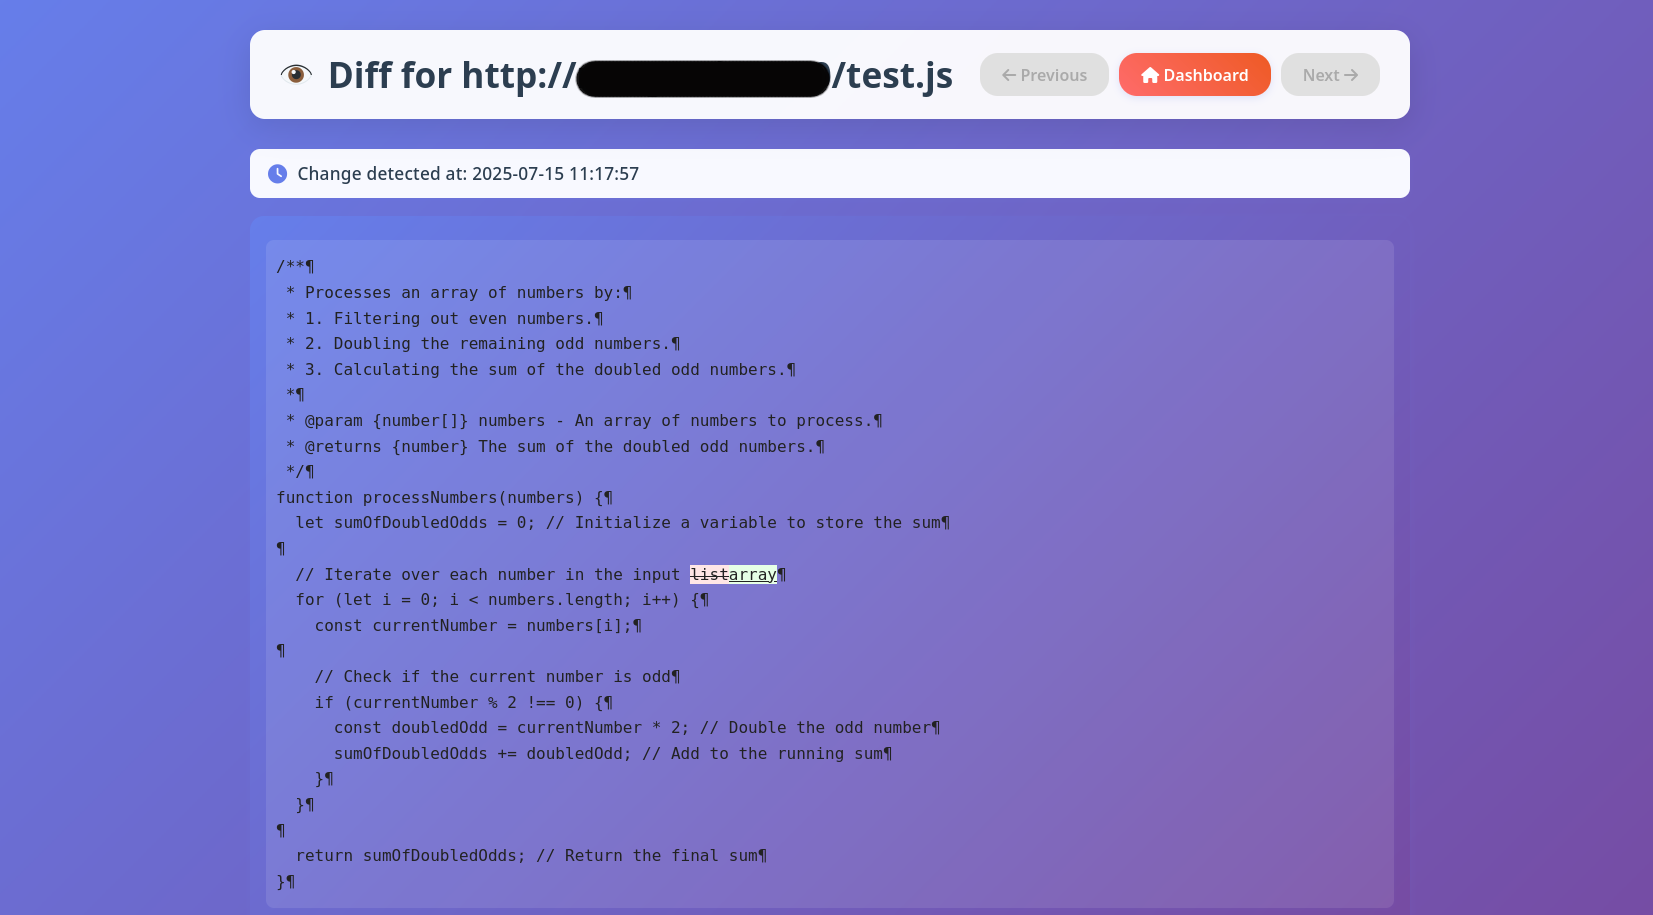 Diff for http:///test.js
Previous
Dashboard
Next
Change detected at: 2025-07-15 11:17:57
/**¶
 * Processes an array of numbers by:¶
 * 1. Filtering out even numbers.¶
 * 2. Doubling the remaining odd numbers.¶
 * 3. Calculating the sum of the doubled odd numbers.¶
 *¶
 * @param {number[]} numbers - An array of numbers to process.¶
 * @returns {number} The sum of the doubled odd numbers.¶
 */¶
function processNumbers(numbers) {¶
  let sumOfDoubledOdds = 0; // Initialize a variable to store the sum¶
¶
  // Iterate over each number in the input listarray¶
  for (let i = 0; i < numbers.length; i++) {¶
    const currentNumber = numbers[i];¶
¶
    // Check if the current number is odd¶
    if (currentNumber % 2 !== 0) {¶
      const doubledOdd = currentNumber * 2; // Double the odd number¶
      sumOfDoubledOdds += doubledOdd; // Add to the running sum¶
    }¶
  }¶
¶
  return sumOfDoubledOdds; // Return the final sum¶
}¶